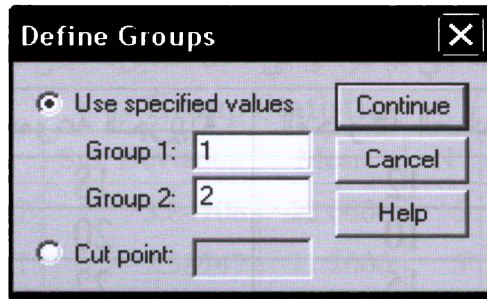 Define Groups
Use specified values
Continue
Group 1: 1
Cancel
Group 2: 2
Help
Cut point: